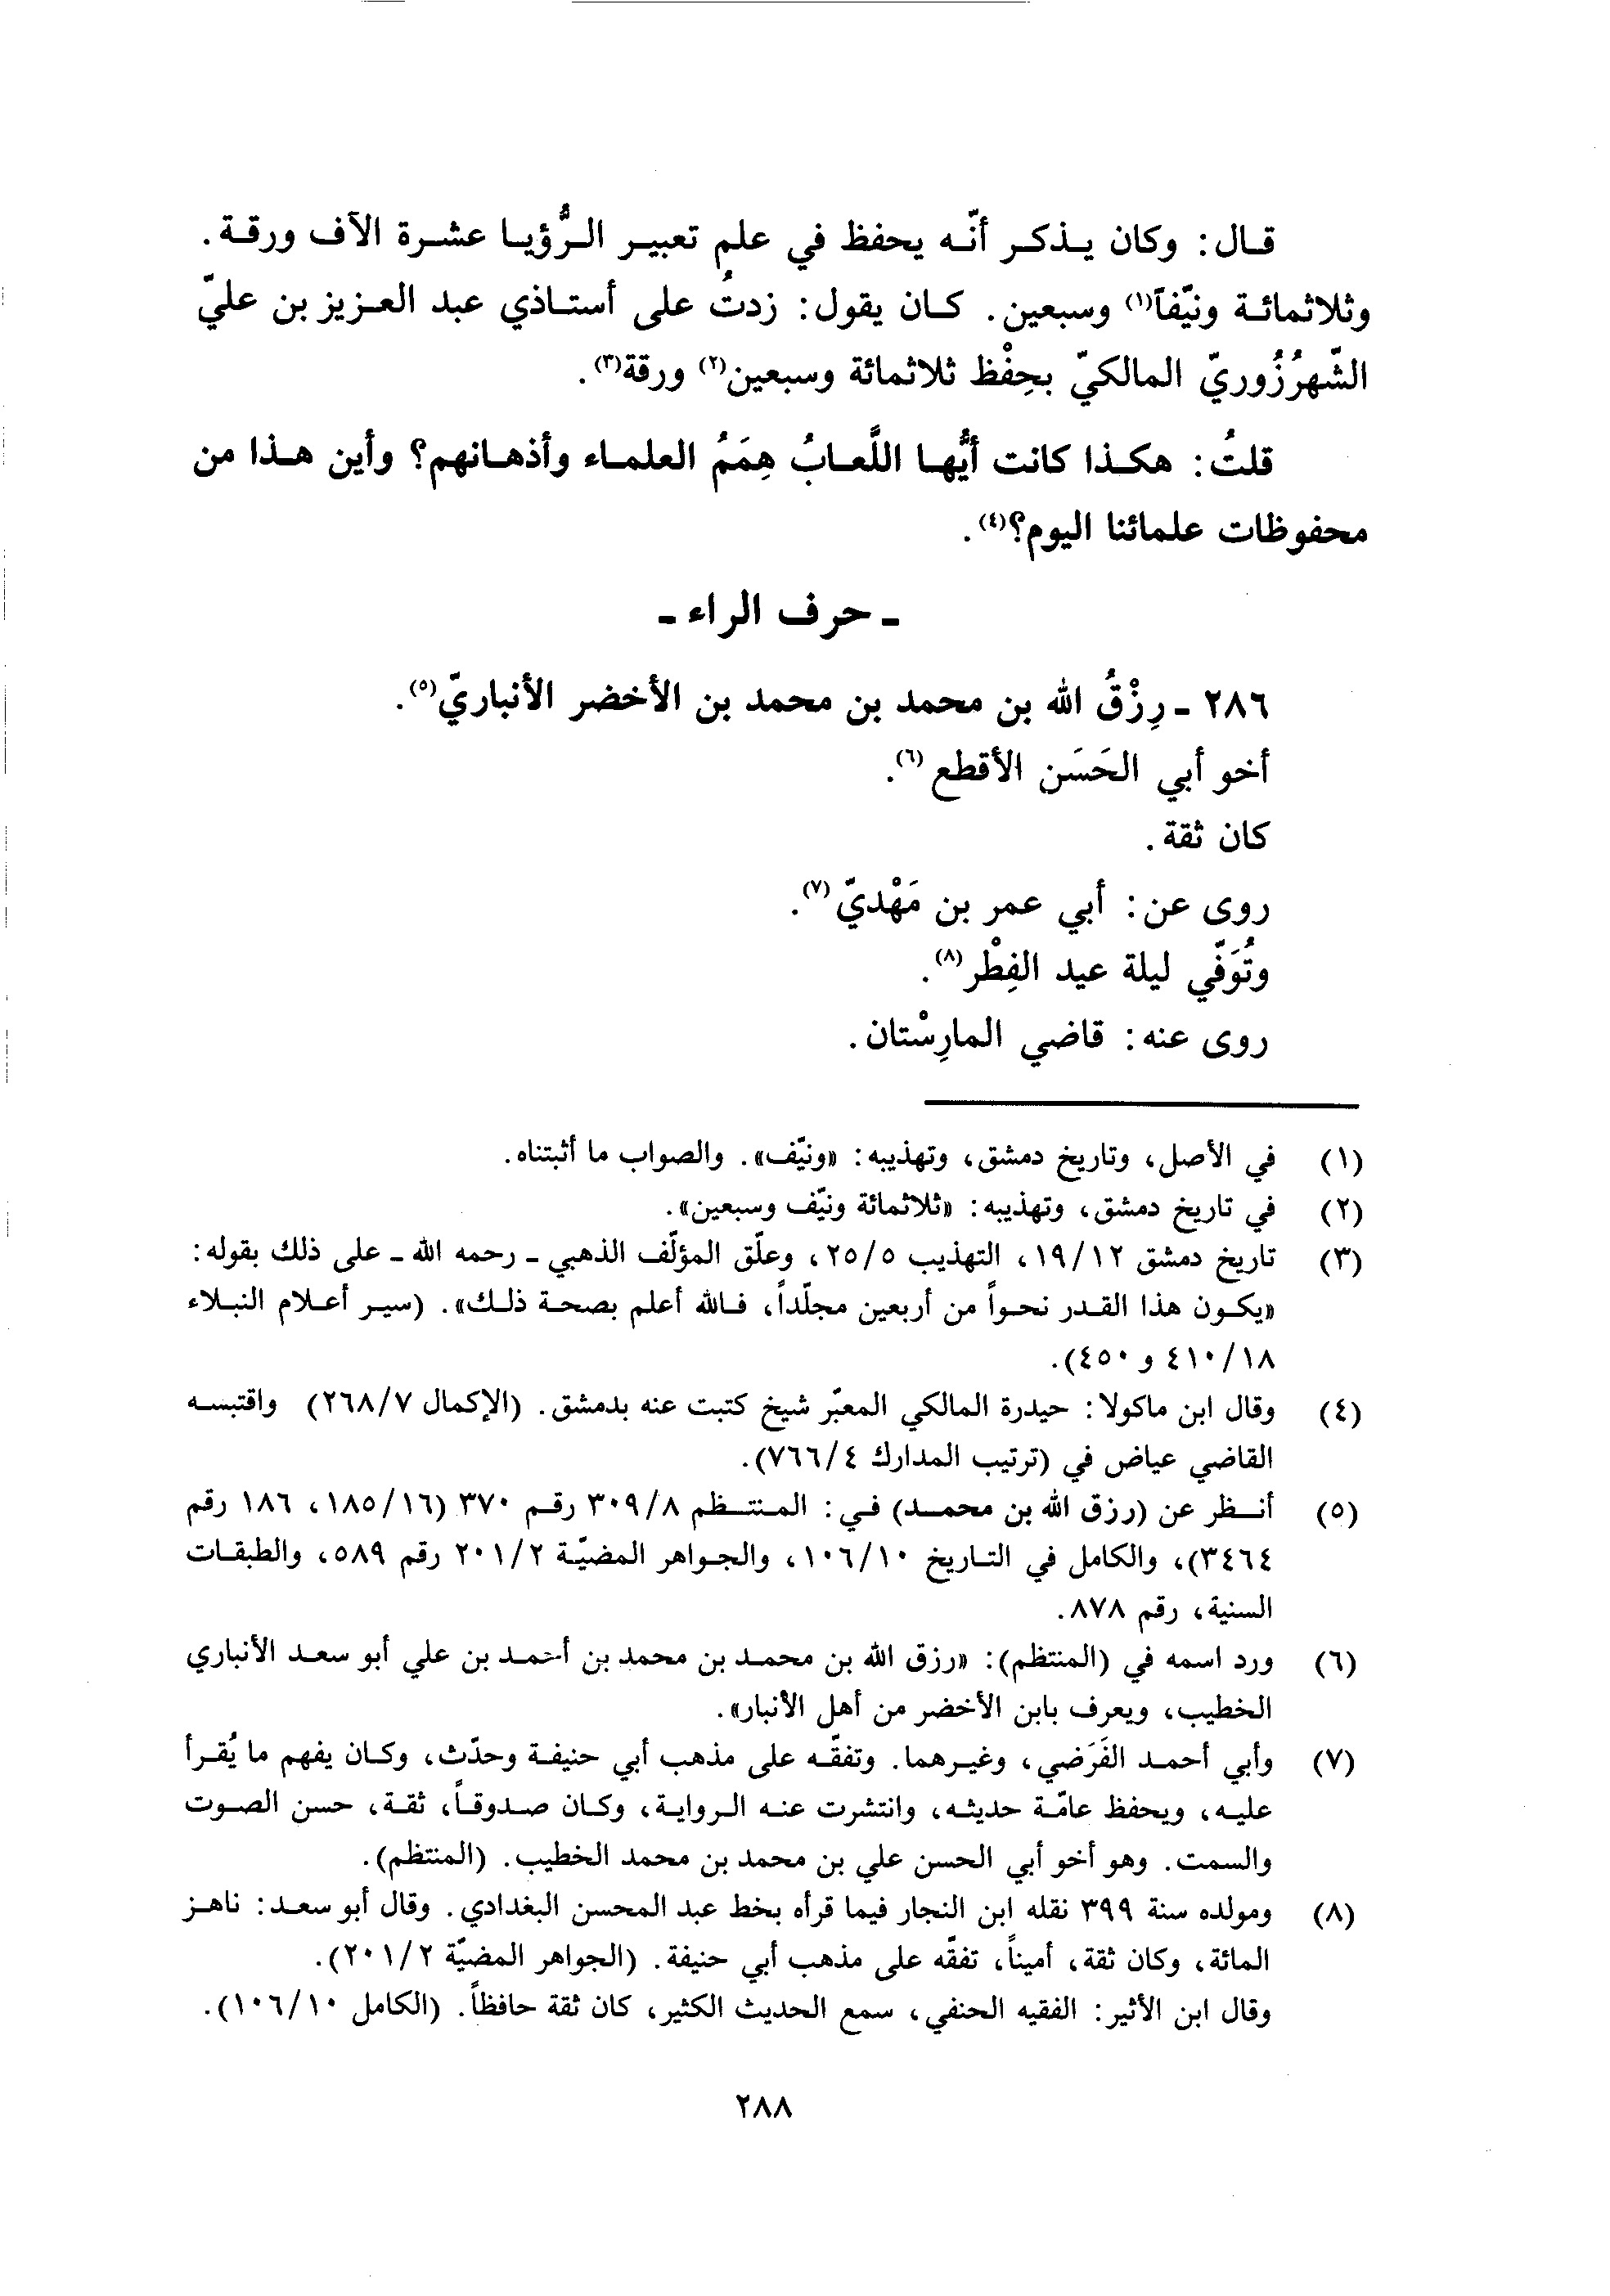 قال: وكان يذكر أنّه يحفظ في علم تعبير الرُّؤيا عشرة الآف ورقة.
وثلاثمائة ونيّفاً(١) وسبعين. كان يقول: زدتُ على أستاذي عبد العزيز بن عليّ
الشّهرُزُوريّ المالكيّ بحِفْظ ثلاثمائة وسبعين(٢) ورقة(٣).
قلتُ: هكذا كانت أيُّها اللَّعابُ هِمَمُ العلماء وأذهانهم؟ وأين هذا من
محفوظات علمائنا اليوم؟(٤).
ـ حرف الراء ـ
٢٨٦ ـ رِزْقُ الله بن محمد بن محمد بن الأخضر الأنباريّ(٥).
أخو أبي الحَسَن الأقطع(٦).
كان ثقة.
روى عن: أبي عمر بن مَهْديّ(٧).
وتُوَفّي ليلة عيد الفِطْر(٨).
روى عنه: قاضي المارِسْتان.
(١) في الأصل، وتاريخ دمشق، وتهذيبه: «ونيّف». والصواب ما أثبتناه.
(٢) في تاريخ دمشق، وتهذيبه: «ثلاثمائة ونيّف وسبعين».
(٣) تاريخ دمشق ١٩/١٢، التهذيب ٢٥/٥، وعلّق المؤلّف الذهبي ـ رحمه الله ـ على ذلك بقوله:
«يكون هذا القدر نحواً من أربعين مجلّداً، فالله أعلم بصحة ذلك». (سير أعلام النبلاء
٤١٠/١٨ و ٤٥٠).
(٤) وقال ابن ماكولا: حيدرة المالكي المعبّر شيخ كتبت عنه بدمشق. (الإكمال ٢٦٨/٧) واقتبسه
القاضي عياض في (ترتيب المدارك ٧٦٦/٤).
(٥) أنظر عن (رزق الله بن محمد) في: المنتظم ٣٠٩/٨ رقم ٣٧٠ (١٨٥/١٦، ١٨٦ رقم
٣٤٦٤)، والكامل في التاريخ ١٠٦/١٠، والجواهر المضيّة ٢٠١/٢ رقم ٥٨٩، والطبقات
السنية، رقم ٨٧٨.
(٦) ورد اسمه في (المنتظم): «رزق الله بن محمد بن محمد بن أحمد بن علي أبو سعد الأنباري
الخطيب، ويعرف بابن الأخضر من أهل الأنبار».
(٧) وأبي أحمد الفَرَضي، وغيرهما. وتفقّه على مذهب أبي حنيفة وحدّث، وكان يفهم ما يُقرأ
عليه، ويحفظ عامّة حديثه، وانتشرت عنه الرواية، وكان صدوقاً، ثقة، حسن الصوت
والسمت. وهو أخو أبي الحسن علي بن محمد بن محمد الخطيب. (المنتظم).
(٨) ومولده سنة ٣٩٩ نقله ابن النجار فيما قرأه بخط عبد المحسن البغدادي. وقال أبو سعد: ناهز
المائة، وكان ثقة، أميناً، تفقّه على مذهب أبي حنيفة. (الجواهر المضيّة ٢٠١/٢).
وقال ابن الأثير: الفقيه الحنفي، سمع الحديث الكثير، كان ثقة حافظاً. (الكامل ١٠٦/١٠).
٢٨٨